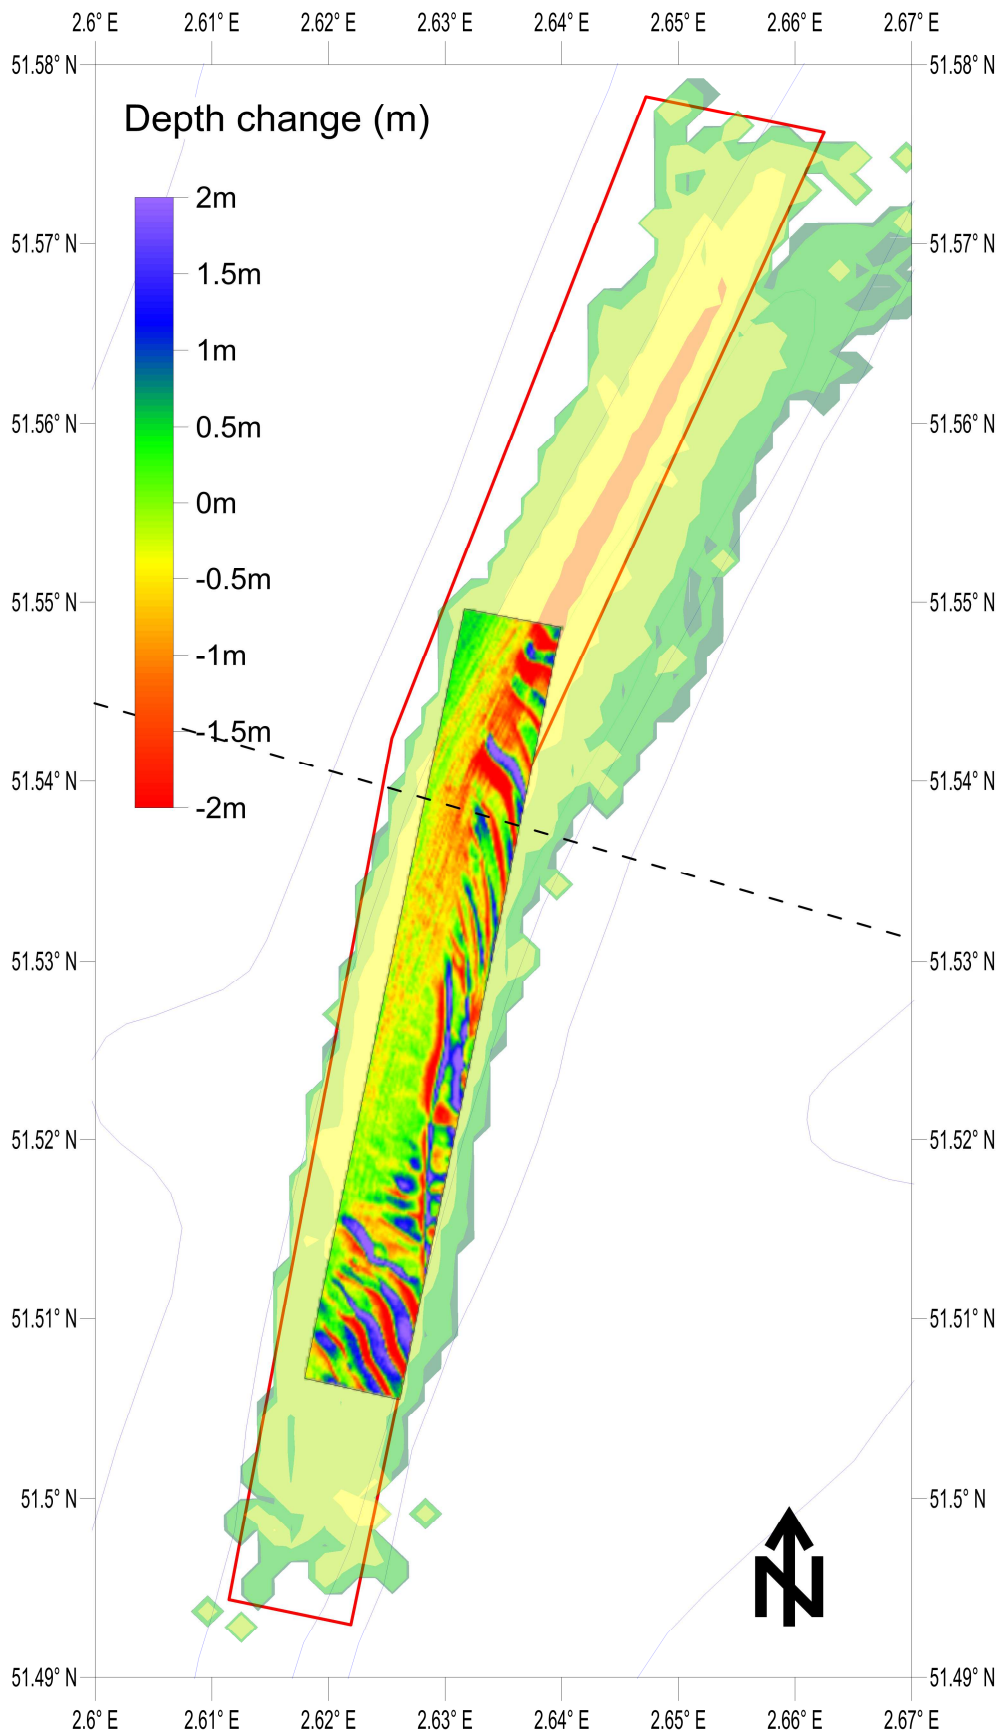 2.6° E 2.61° E 2.62° E 2.63° E 2.64° E 2.65° E 2.66° E 2.67° E
51.58° N 51.58° N
Depth change (m)
2m
51.57° N 51.57° N
1.5m
1m
0.5m
51.56° N 51.56° N
0m
-0.5m
51.55° N 51.55° N
-1m
-1.5m
51.54° N 51.54° N
-2m
51.53° N 51.53° N
51.52° N 51.52° N
51.51° N 51.51° N
51.5° N 51.5° N
N
51.49° N 51.49° N
2.6° E 2.61° E 2.62° E 2.63° E 2.64° E 2.65° E 2.66° E 2.67° E